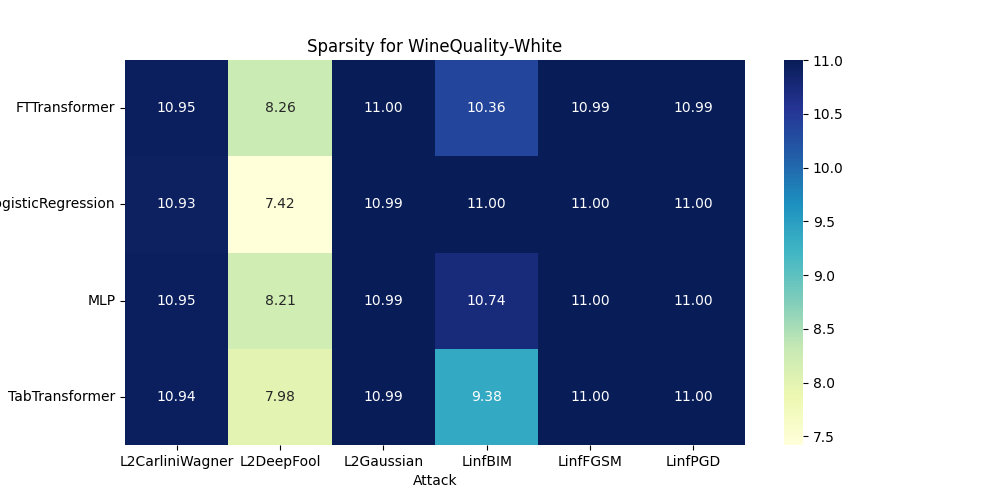 Sparsity for WineQuality-White
FTTransformer 10.95 8.26 11.00 10.36 10.99 10.99
ogisticRegression 10.93 7.42 10.99 11.00 11.00 11.00
MLP 10.95 8.21 10.99 10.74 11.00 11.00
TabTransformer 10.94 7.98 10.99 9.38 11.00 11.00
L2CarliniWagner L2DeepFool L2Gaussian LinfBIM LinfFGSM LinfPGD
Attack
11.0
10.5
10.0
9.5
9.0
8.5
8.0
7.5